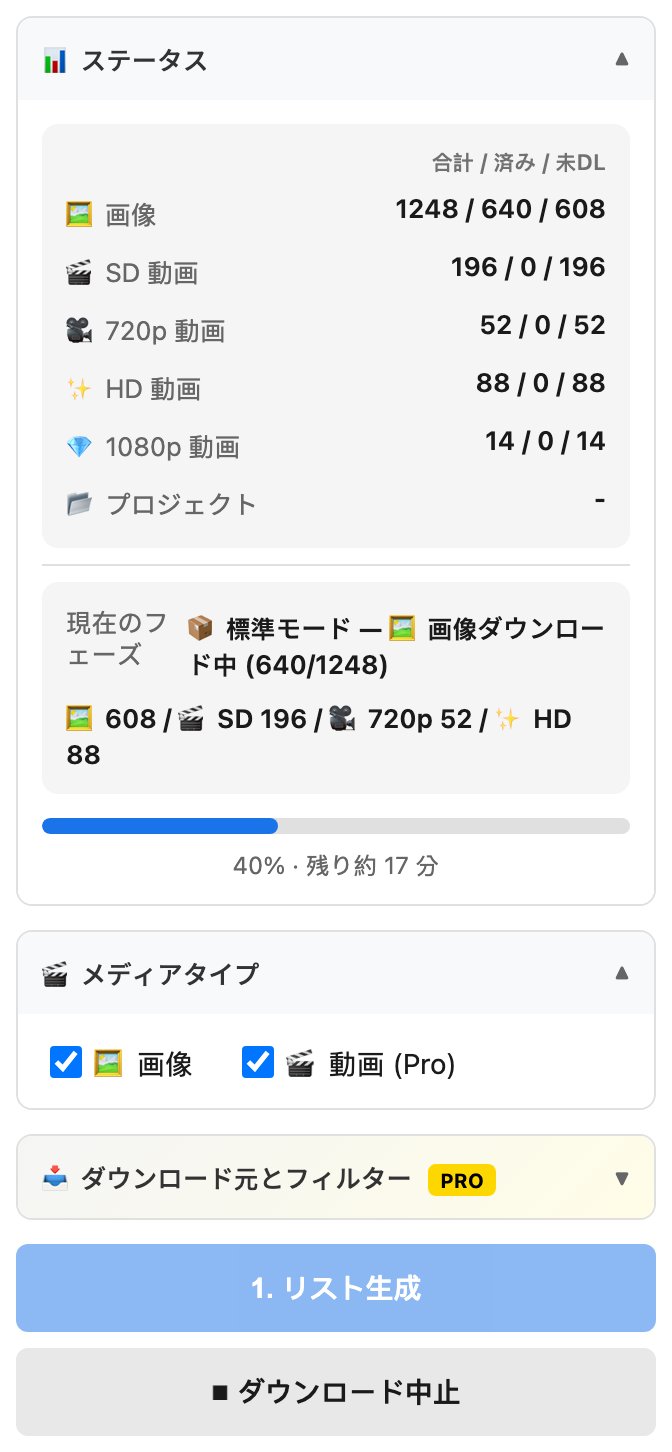 📊 ステータス ▲
合計 / 済み / 未DL
🖼️ 画像 1248 / 640 / 608
🎬 SD 動画 196 / 0 / 196
🎥 720p 動画 52 / 0 / 52
✨ HD 動画 88 / 0 / 88
💎 1080p 動画 14 / 0 / 14
📂 プロジェクト -
現在のフ
ェーズ
📦 標準モード — 🖼️ 画像ダウンロー
ド中 (640/1248)
🖼️ 608 / 🎬 SD 196 / 🎥 720p 52 / ✨ HD
88
40% · 残り約 17 分
🎬 メディアタイプ ▲
🖼️ 画像 🎬 動画 (Pro)
📥 ダウンロード元とフィルター PRO ▼
1. リスト生成
■ ダウンロード中止